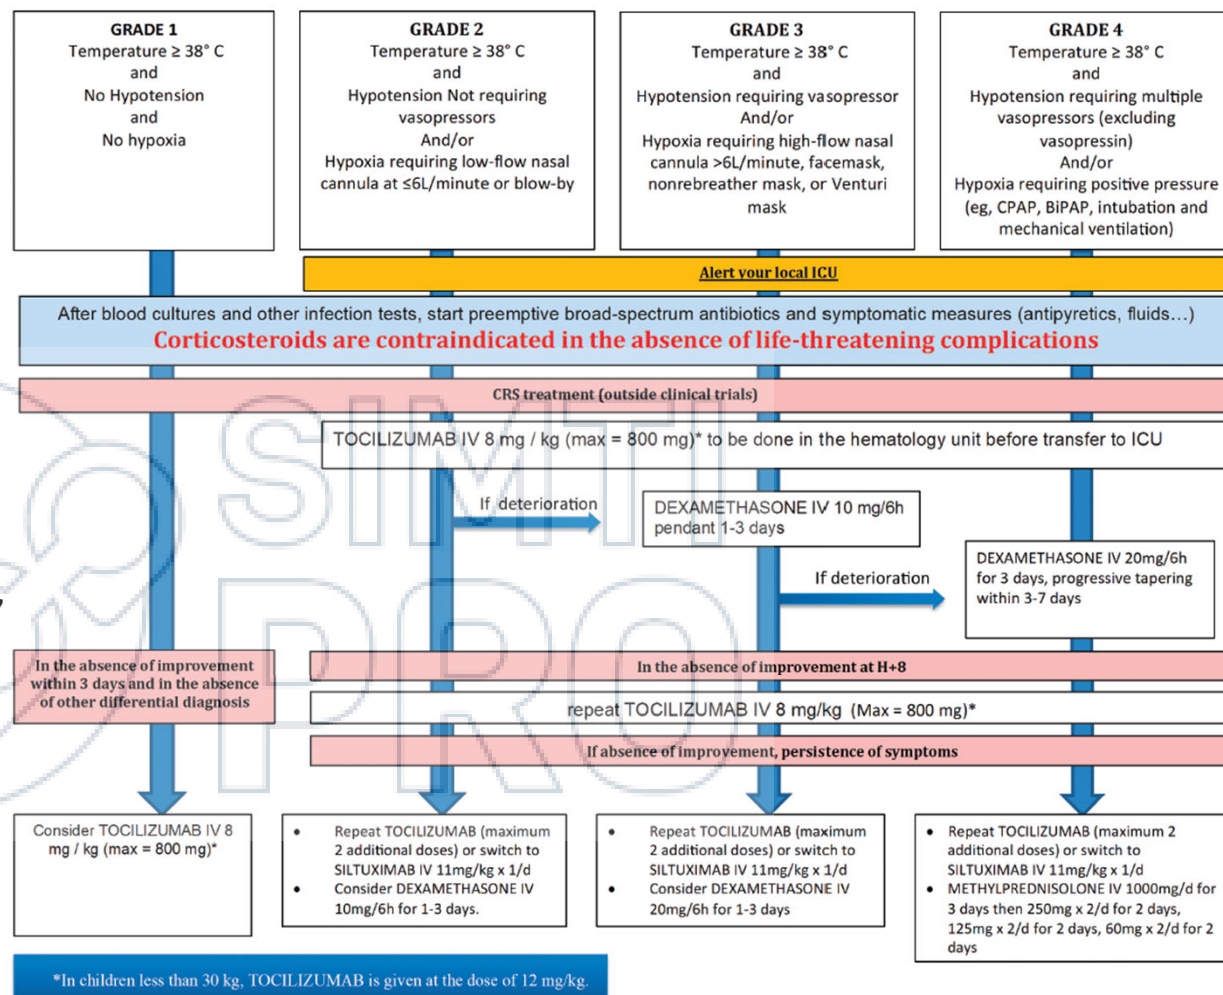 GRADE 1
Temperature ≥ 38° C
and
No Hypotension
and
No hypoxia
GRADE 2
Temperature ≥ 38° C
and
Hypotension Not requiring
vasopressors
And/or
Hypoxia requiring low-flow nasal
cannula at ≤6L/minute or blow-by
GRADE 3
Temperature ≥ 38° C
and
Hypotension requiring vasopressor
And/or
Hypoxia requiring high-flow nasal
cannula >6L/minute, facemask,
nonrebreather mask, or Venturi
mask
GRADE 4
Temperature ≥ 38° C
and
Hypotension requiring multiple
vasopressors (excluding
vasopressin)
And/or
Hypoxia requiring positive pressure
(eg, CPAP, BiPAP, intubation and
mechanical ventilation)
Alert your local ICU
After blood cultures and other infection tests, start preemptive broad-spectrum antibiotics and symptomatic measures (antipyretics, fluids...)
Corticosteroids are contraindicated in the absence of life-threatening complications
CRS treatment (outside clinical trials)
TOCILIZUMAB IV 8 mg / kg (max = 800 mg)* to be done in the hematology unit before transfer to ICU
If deterioration
DEXAMETHASONE IV 10 mg/6h
pendant 1-3 days
If deterioration
DEXAMETHASONE IV 20mg/6h
for 3 days, progressive tapering
within 3-7 days
In the absence of improvement
within 3 days and in the absence
of other differential diagnosis
In the absence of improvement at H+8
repeat TOCILIZUMAB IV 8 mg/kg (Max = 800 mg)*
If absence of improvement, persistence of symptoms
Consider TOCILIZUMAB IV 8
mg / kg (max = 800 mg)*
• Repeat TOCILIZUMAB (maximum
2 additional doses) or switch to
SILTUXIMAB IV 11mg/kg x 1/d
• Consider DEXAMETHASONE IV
10mg/6h for 1-3 days.
• Repeat TOCILIZUMAB (maximum
2 additional doses) or switch to
SILTUXIMAB IV 11mg/kg x 1/d
• Consider DEXAMETHASONE IV
20mg/6h for 1-3 days
• Repeat TOCILIZUMAB (maximum 2
additional doses) or switch to
SILTUXIMAB IV 11mg/kg x 1/d
• METHYLPREDNISOLONE IV 1000mg/d for
3 days then 250mg x 2/d for 2 days,
125mg x 2/d for 2 days, 60mg x 2/d for 2
days
*In children less than 30 kg, TOCILIZUMAB is given at the dose of 12 mg/kg.
SIMTI
PRO